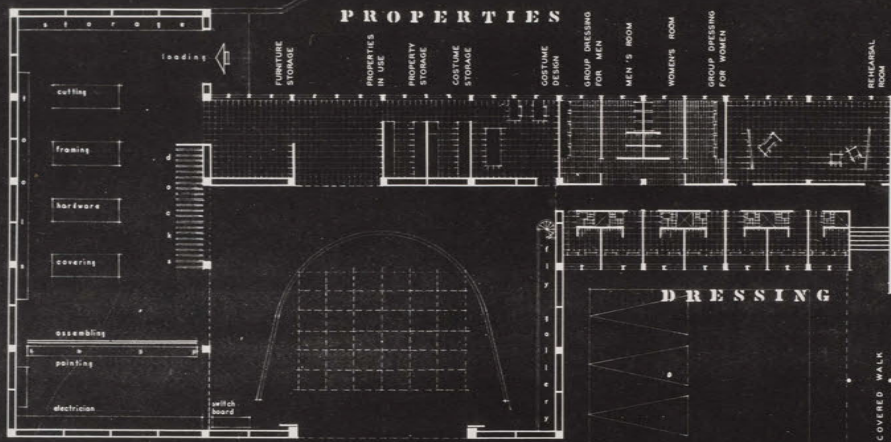 PROPERTIES
storage
loading
FURNITURE
STORAGE
PROPERTIES
IN USE
PROPERTY
STORAGE
COSTUME
STORAGE
COSTUME
DESIGN
GROUP DRESSING
FOR MEN
MEN'S ROOM
WOMEN'S ROOM
GROUP DRESSING
FOR WOMEN
REHEARSAL
ROOM
cutting
framing
hardware
covering
tools
docks
assembling
painting
electrician
switch
board
fly gallery
DRESSING
COVERED WALK